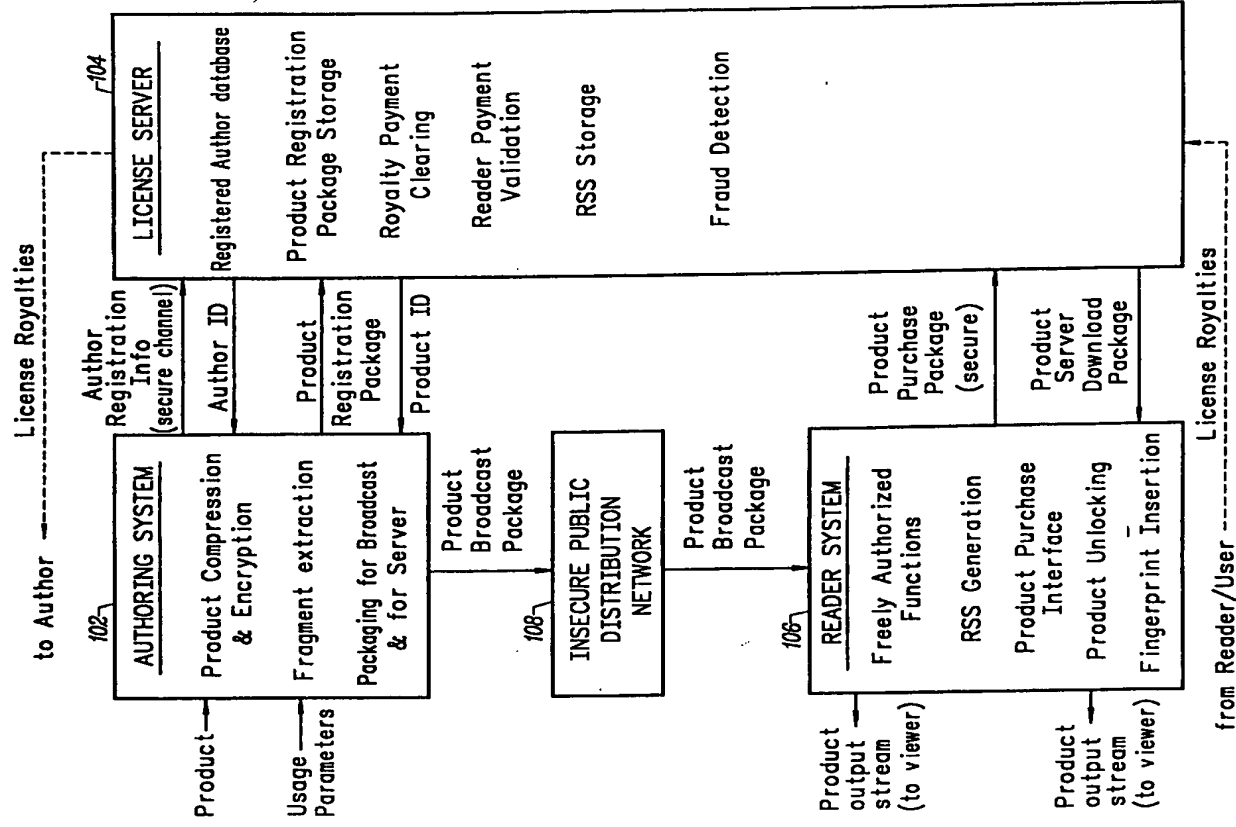 to Author
License Royalties
102
AUTHORING SYSTEM
Product Compression
& Encryption
Fragment extraction
Packaging for Broadcast
& for Server
Product
Usage
Parameters
Author
Registration
Info
(secure channel)
Author ID
Product
Registration
Package
Product ID
104
LICENSE SERVER
Registered Author database
Product Registration
Package Storage
Royalty Payment
Clearing
Reader Payment
Validation
RSS Storage
Fraud Detection
Product
Broadcast
Package
108
INSECURE PUBLIC
DISTRIBUTION
NETWORK
Product
Broadcast
Package
106
READER SYSTEM
Freely Authorized
Functions
RSS Generation
Product Purchase
Interface
Product Unlocking
Fingerprint Insertion
Product
output
stream
(to viewer)
Product
output
stream
(to viewer)
Product
Purchase
Package
(secure)
Product
Server
Download
Package
License Royalties
from Reader/User